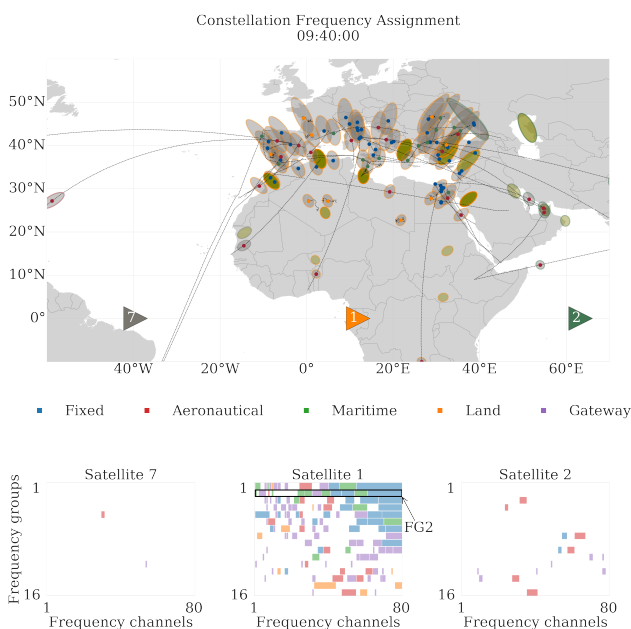 Constellation Frequency Assignment
09:40:00
50°N
40°N
30°N
20°N
10°N
0°
7
1
2
40°W
20°W
0°
20°E
40°E
60°E
Fixed
Aeronautical
Maritime
Land
Gateway
Satellite 7
Satellite 1
Satellite 2
Frequency groups
1
16
1
80
Frequency channels
1
16
1
80
Frequency channels
FG2
1
16
1
80
Frequency channels